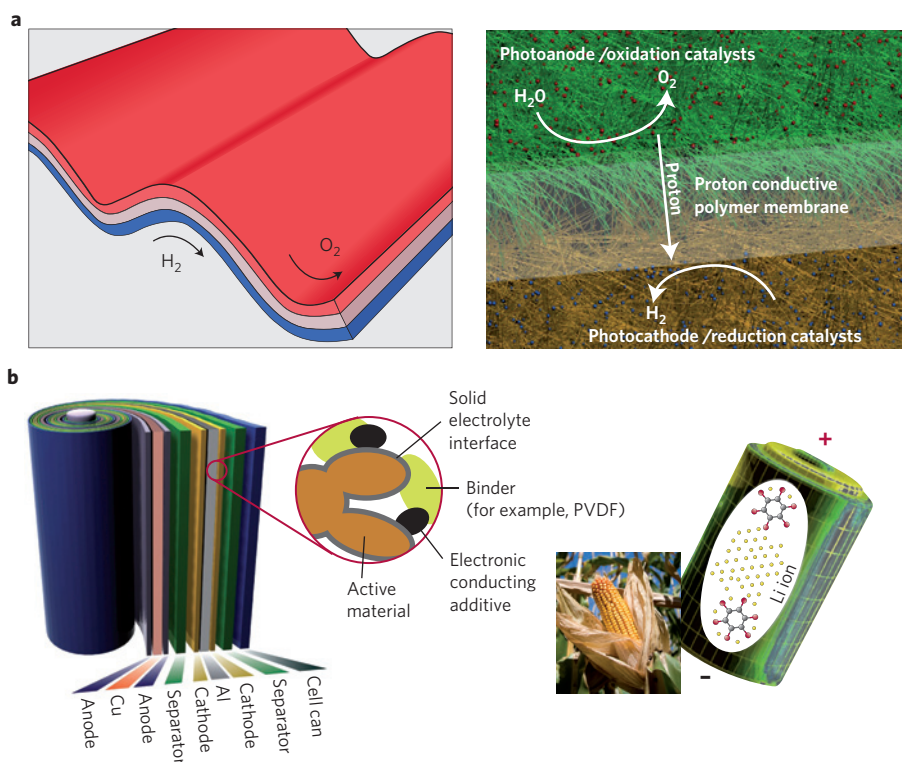 a
H₂
O₂
Photoanode /oxidation catalysts
H₂O
O₂
Proton
Proton conductive
polymer membrane
H₂
Photocathode /reduction catalysts
b
Solid
electrolyte
interface
Binder
(for example, PVDF)
Electronic
conducting
additive
Active
material
Anode
Cu
Anode
Separator
Cathode
Al
Cathode
Separator
Cell can
+
Li ion
-